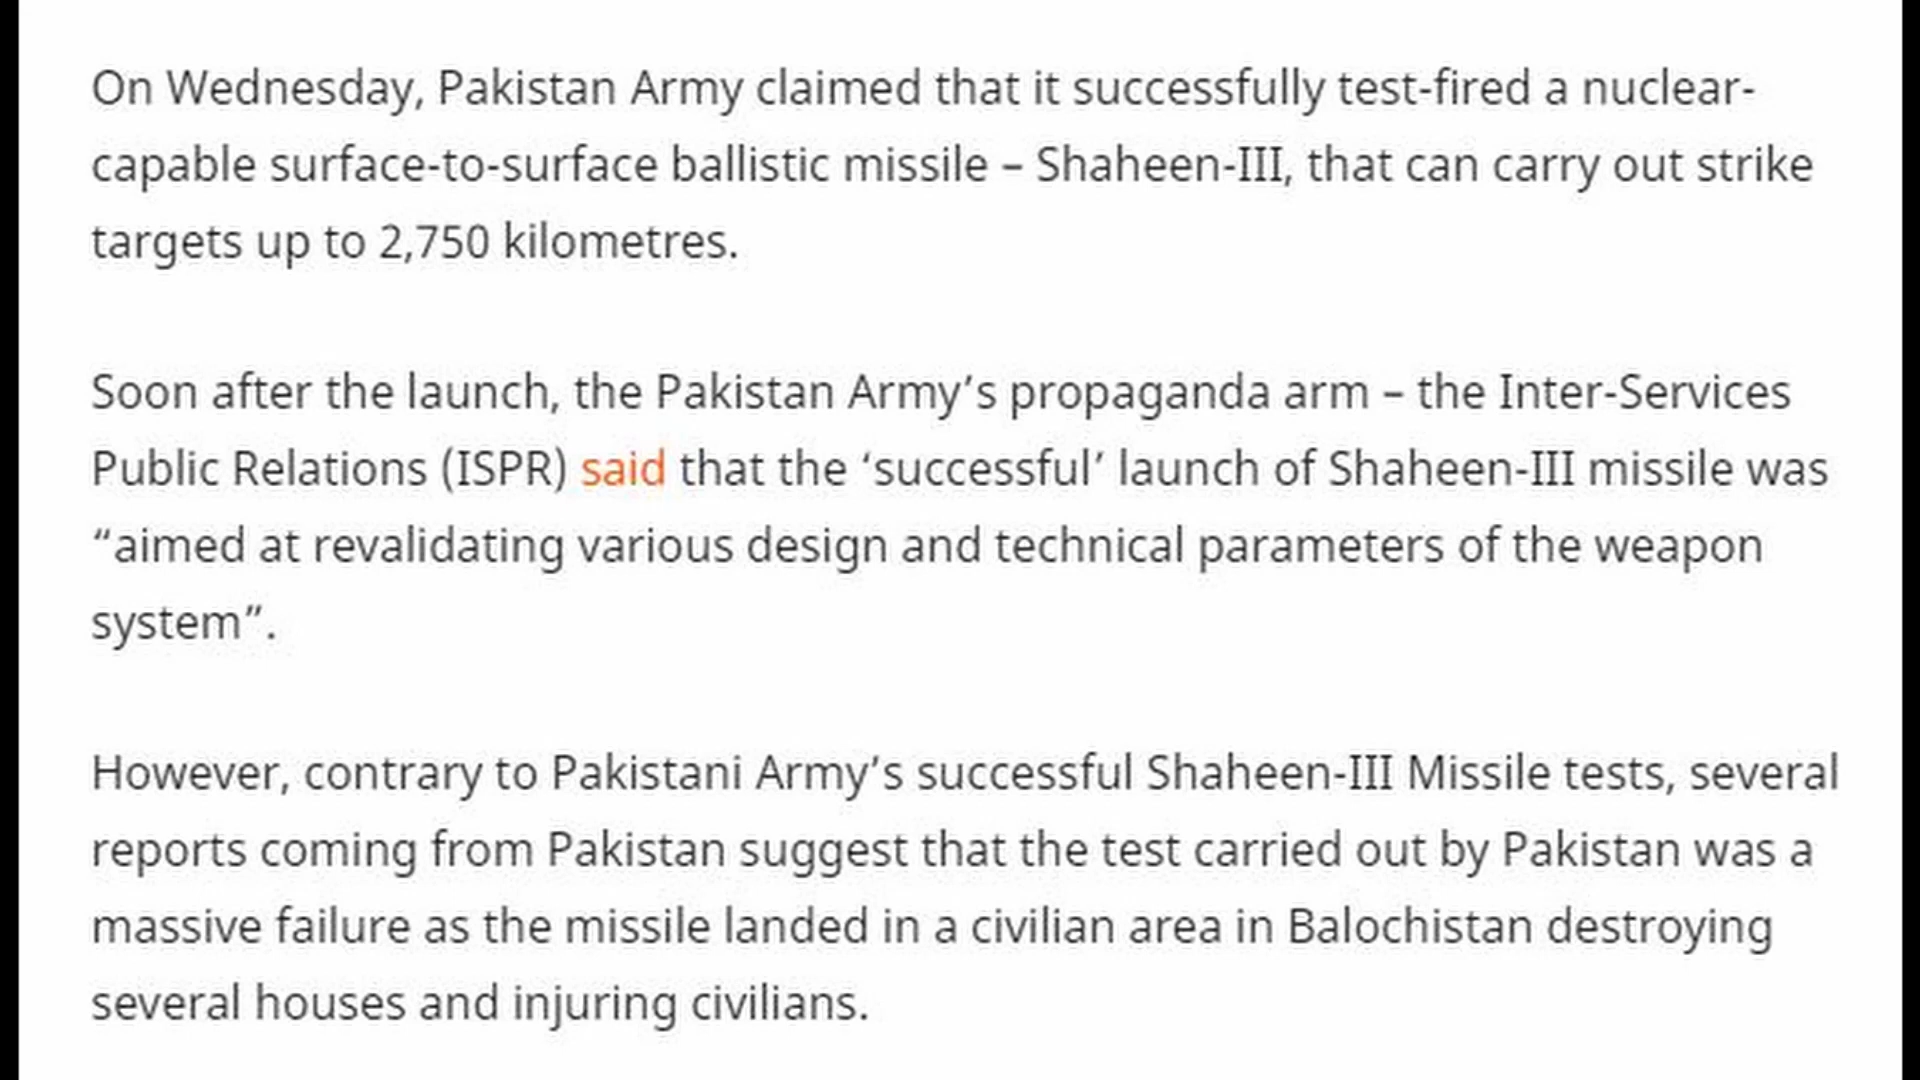 On Wednesday, Pakistan Army claimed that it successfully test-fired a nuclear-
capable surface-to-surface ballistic missile – Shaheen-III, that can carry out strike
targets up to 2,750 kilometres.
Soon after the launch, the Pakistan Army’s propaganda arm – the Inter-Services
Public Relations (ISPR) said that the ‘successful’ launch of Shaheen-III missile was
“aimed at revalidating various design and technical parameters of the weapon
system”.
However, contrary to Pakistani Army’s successful Shaheen-III Missile tests, several
reports coming from Pakistan suggest that the test carried out by Pakistan was a
massive failure as the missile landed in a civilian area in Balochistan destroying
several houses and injuring civilians.